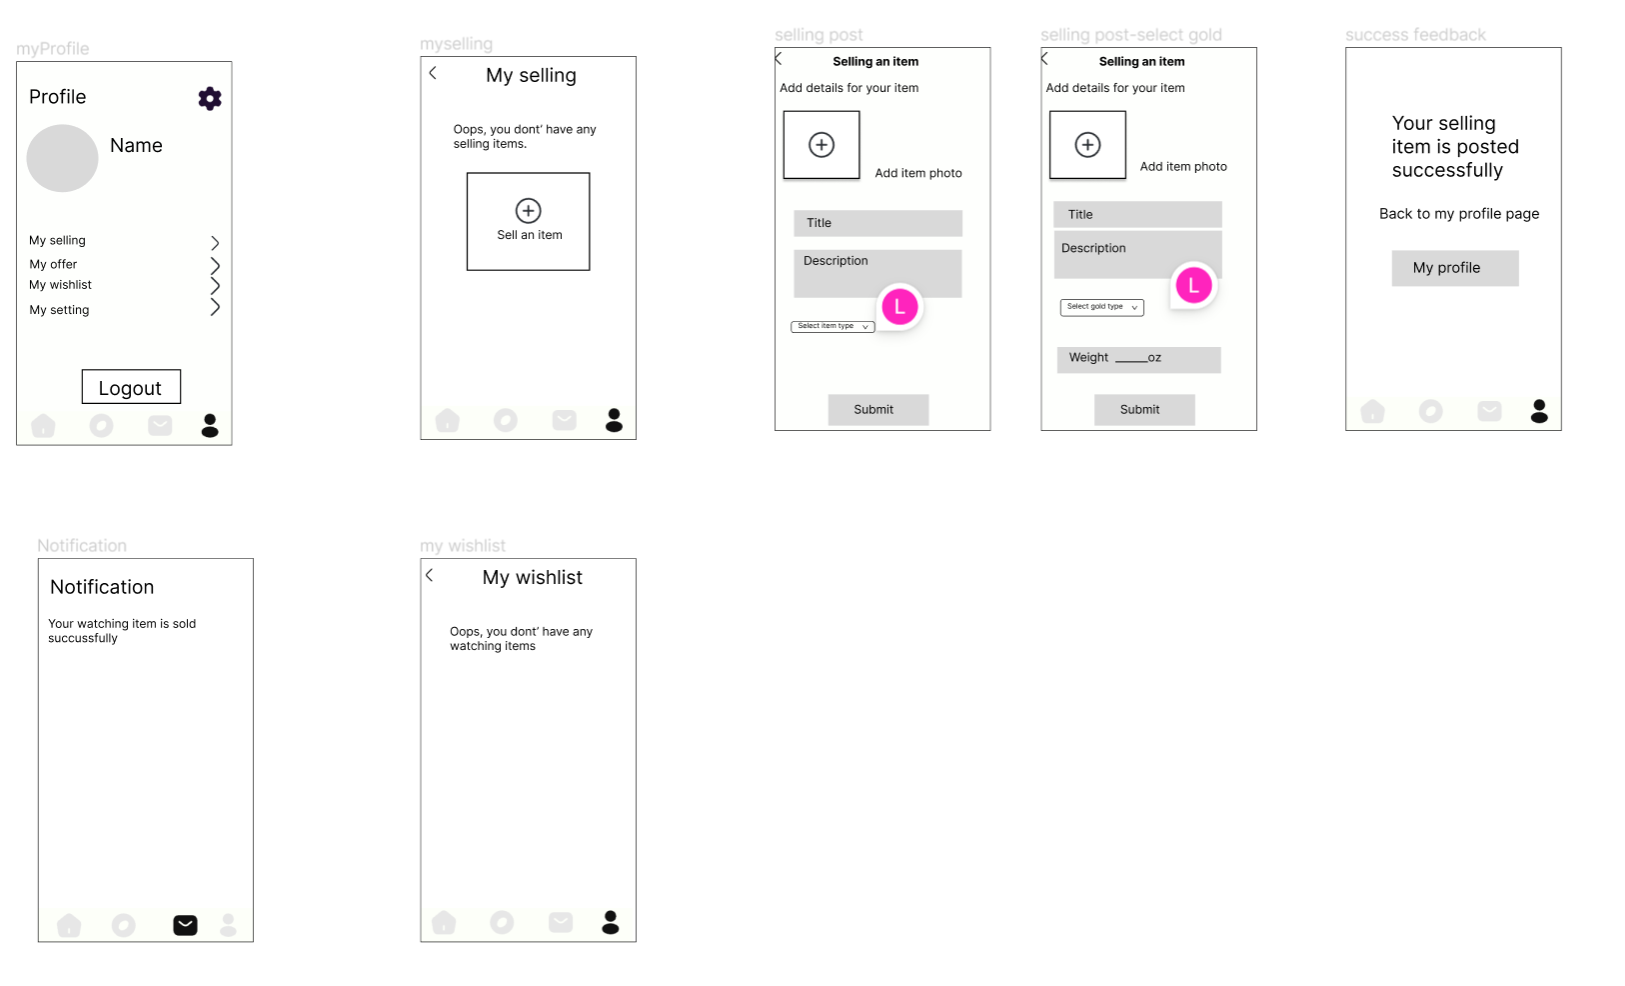 myProfile
Profile
Name
My selling
My offer
My wishlist
My setting
Logout
myselling
My selling
Oops, you dont’ have any
selling items.
Sell an item
selling post
Selling an item
Add details for your item
Add item photo
Title
Description
L
Select item type
Submit
selling post-select gold
Selling an item
Add details for your item
Add item photo
Title
Description
L
Select gold type
Weight _____oz
Submit
success feedback
Your selling
item is posted
successfully
Back to my profile page
My profile
Notification
Notification
Your watching item is sold
succussfully
my wishlist
My wishlist
Oops, you dont’ have any
watching items